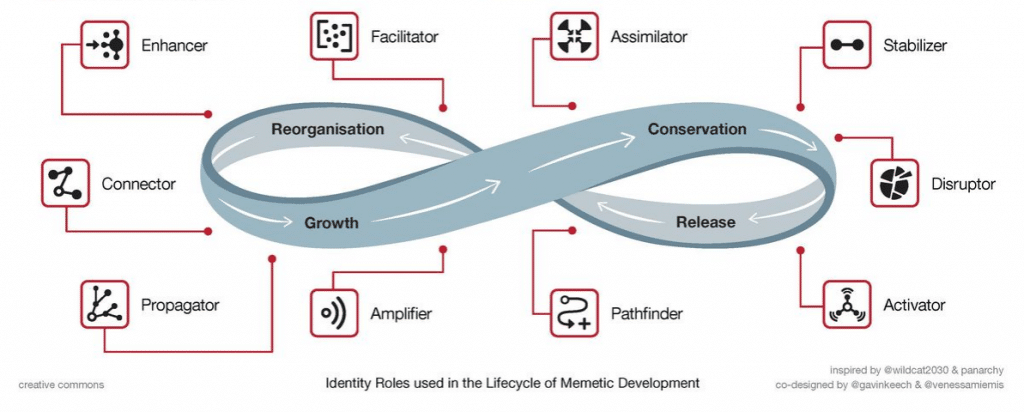 Enhancer
Facilitator
Assimilator
Stabilizer
Reorganisation
Conservation
Connector
Disruptor
Growth
Release
Propagator
Amplifier
Pathfinder
Activator
creative commons
Identity Roles used in the Lifecycle of Memetic Development
inspired by @wildcat2030 & panarchy
co-designed by @gavinkeech & @venessamiemis